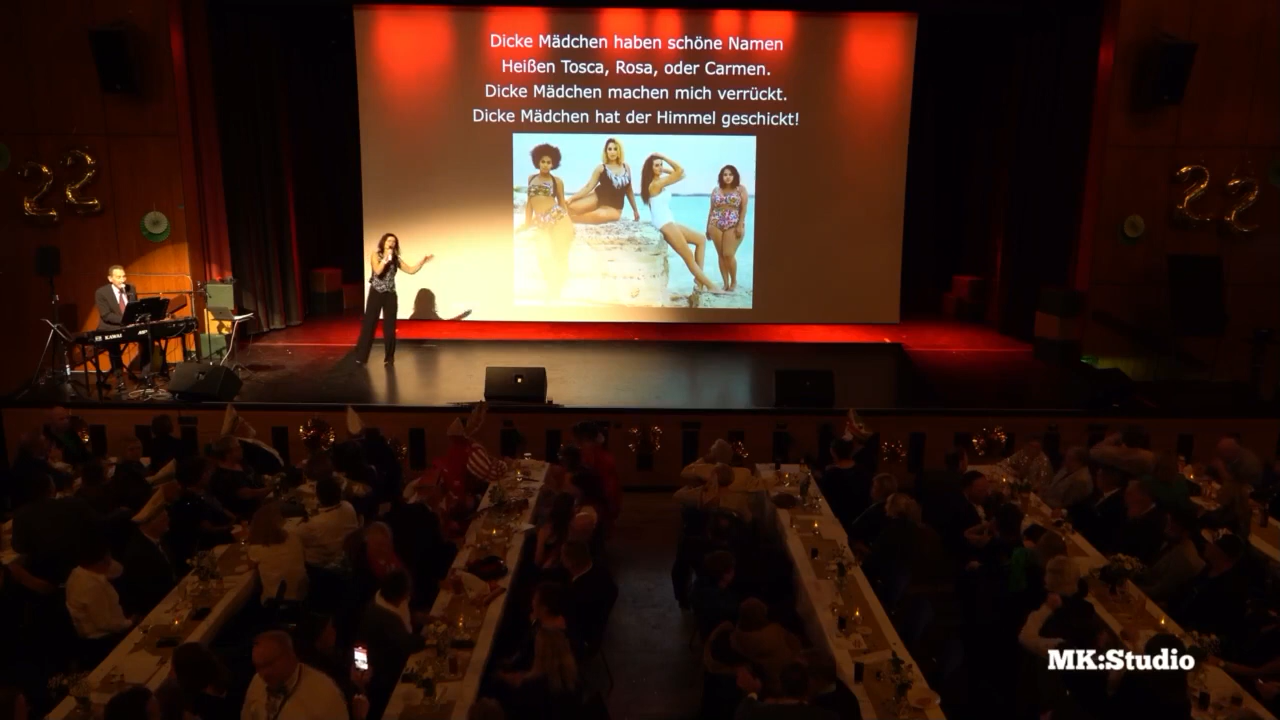 Dicke Mädchen haben schöne Namen
Heißen Tosca, Rosa, oder Carmen.
Dicke Mädchen machen mich verrückt.
Dicke Mädchen hat der Himmel geschickt!
22
22
KAWAI
MK:Studio